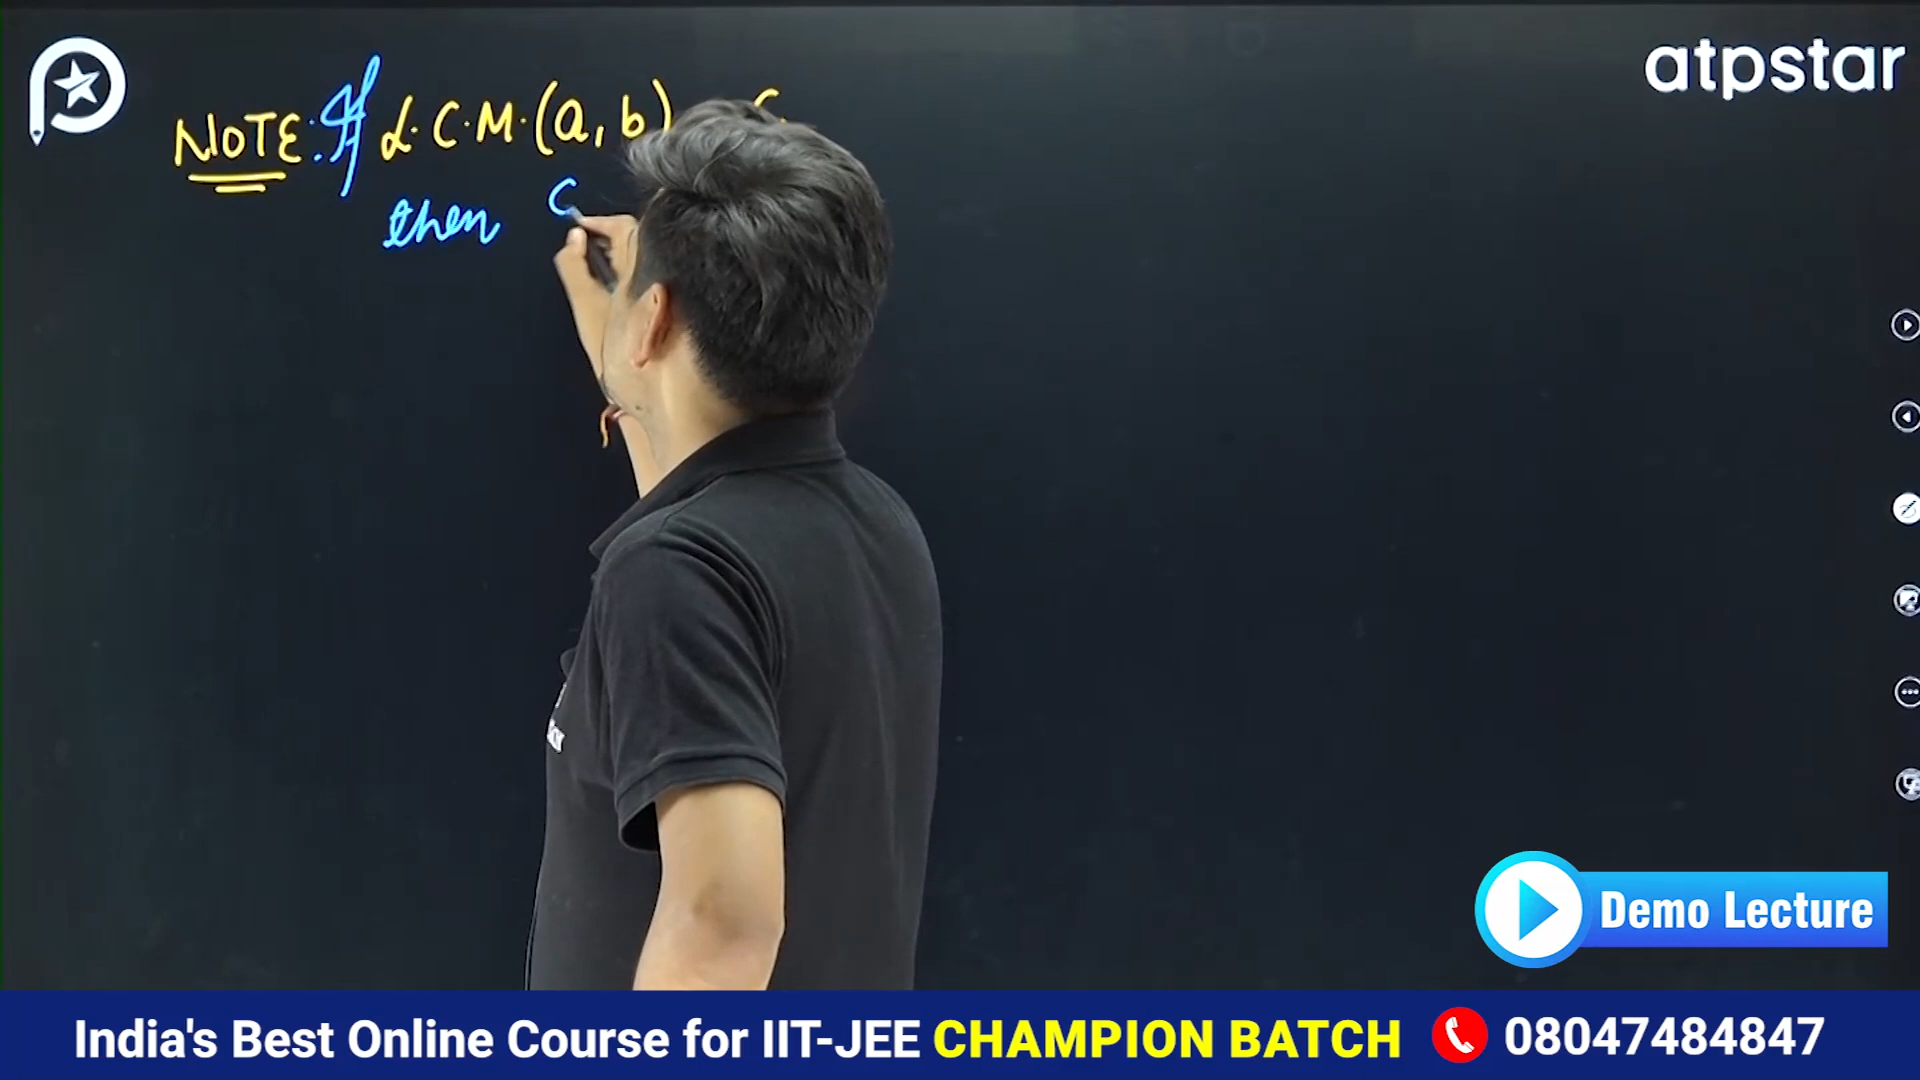 atpstar
NOTE: If L.C.M.(a, b) C
then C
Demo Lecture
India's Best Online Course for IIT-JEE CHAMPION BATCH 08047484847